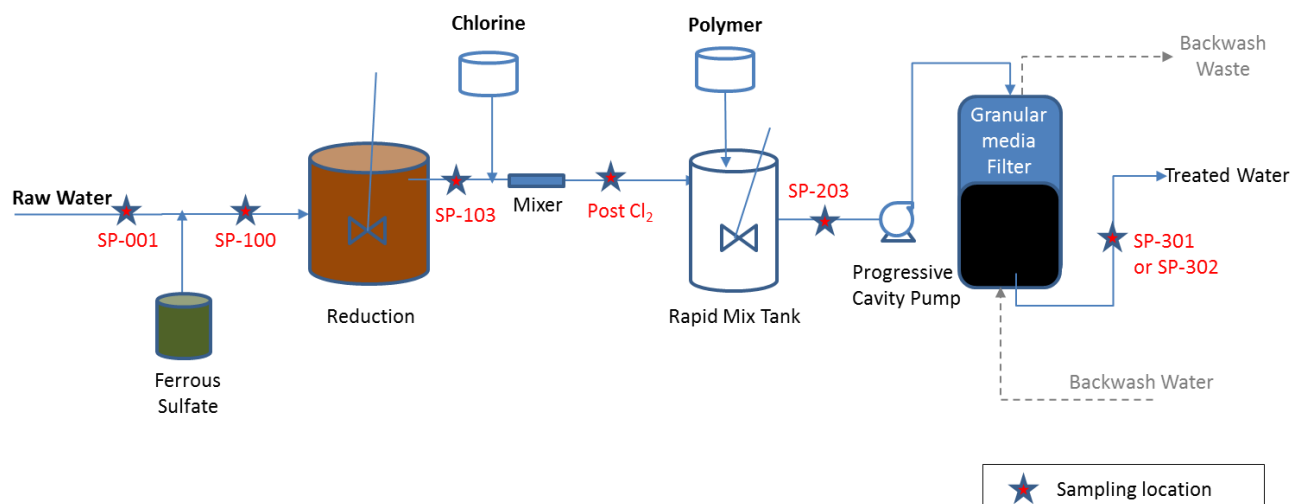 Chlorine
Polymer
Backwash
Waste
Granular
media
Filter
Raw Water
SP-001
SP-100
SP-103
Mixer
Post Cl₂
SP-203
Treated Water
SP-301
or SP-302
Progressive
Cavity Pump
Reduction
Rapid Mix Tank
Ferrous
Sulfate
Backwash Water
Sampling location